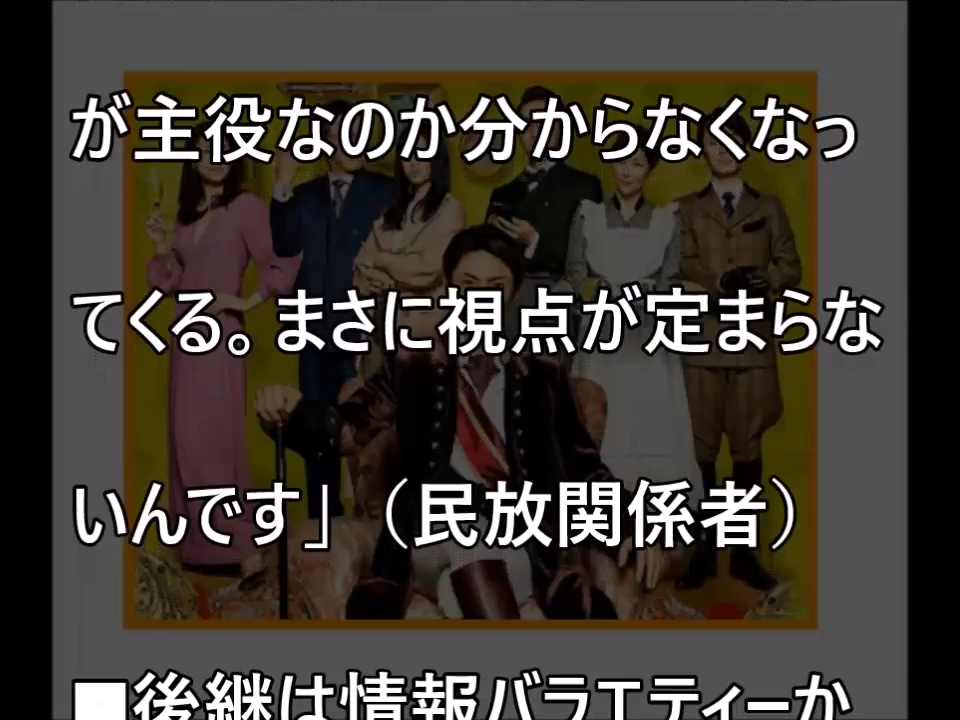 が主役なのか分からなくなっ
てくる。まさに視点が定まらな
いんです」（民放関係者）
■後継は情報バラエティーか